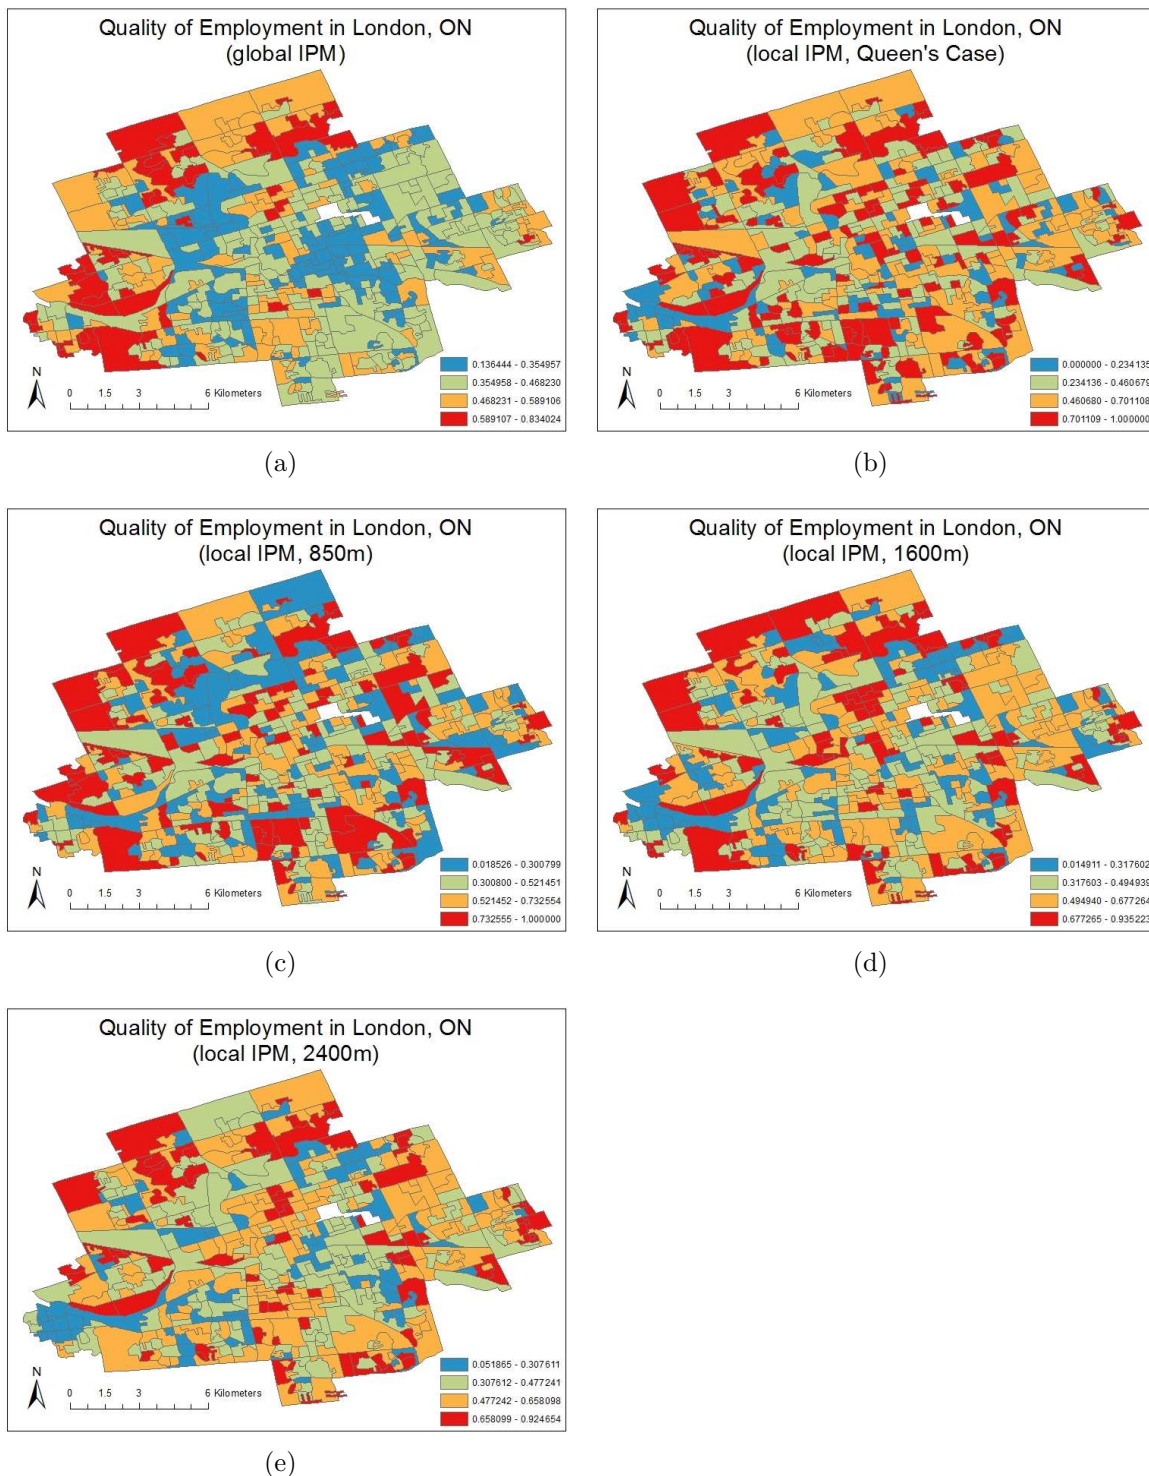 Quality of Employment in London, ON
(global IPM)
N
0 1.5 3 6 Kilometers
0.136444 - 0.354957
0.354958 - 0.468230
0.468231 - 0.589106
0.589107 - 0.834024
(a)
Quality of Employment in London, ON
(local IPM, Queen's Case)
N
0 1.5 3 6 Kilometers
0.000000 - 0.234135
0.234136 - 0.460679
0.460680 - 0.701108
0.701109 - 1.000000
(b)
Quality of Employment in London, ON
(local IPM, 850m)
N
0 1.5 3 6 Kilometers
0.018526 - 0.300799
0.300800 - 0.521451
0.521452 - 0.732554
0.732555 - 1.000000
(c)
Quality of Employment in London, ON
(local IPM, 1600m)
N
0 1.5 3 6 Kilometers
0.014911 - 0.317602
0.317603 - 0.494939
0.494940 - 0.677264
0.677265 - 0.935223
(d)
Quality of Employment in London, ON
(local IPM, 2400m)
N
0 1.5 3 6 Kilometers
0.051865 - 0.307611
0.307612 - 0.477241
0.477242 - 0.658098
0.658099 - 0.924654
(e)